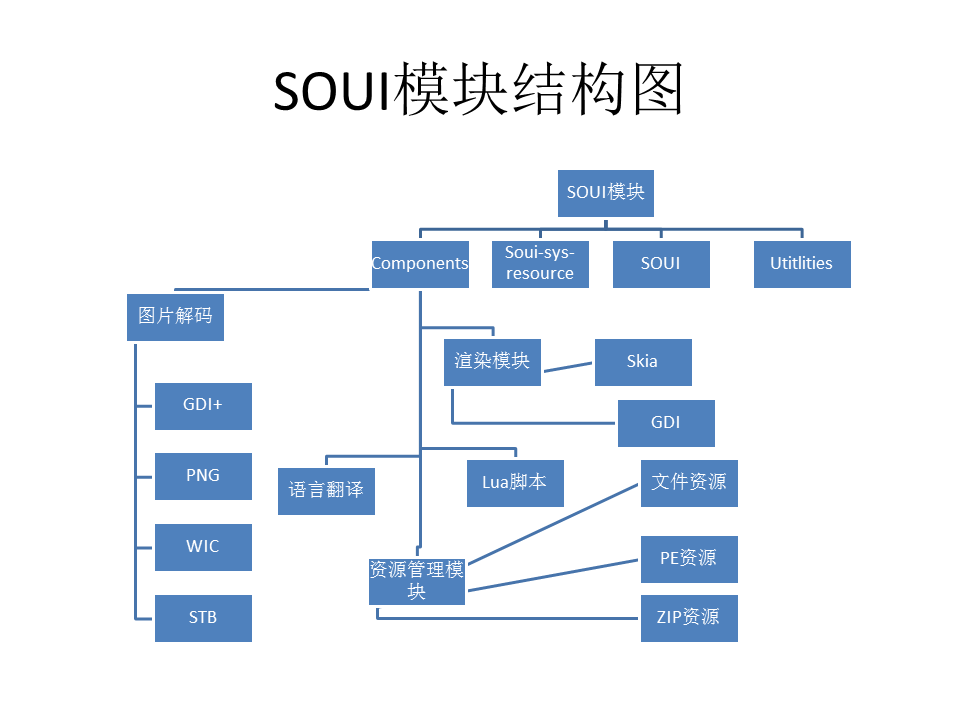 SOUI模块结构图
SOUI模块
Components
Soui-sys-
resource
SOUI
Utitlities
图片解码
渲染模块
Skia
GDI+
GDI
PNG
语言翻译
Lua脚本
文件资源
WIC
资源管理模
块
PE资源
STB
ZIP资源